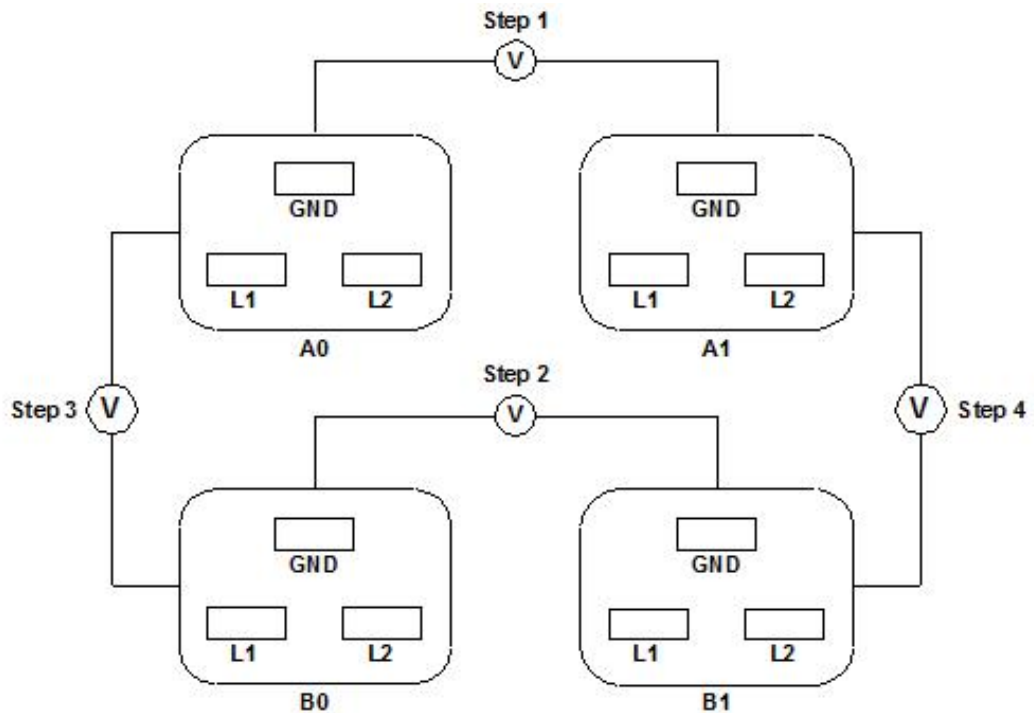 Step 1
V
GND
GND
L1 L2
L1 L2
A0
A1
Step 2
Step 3 V
V
V Step 4
GND
GND
L1 L2
L1 L2
B0
B1